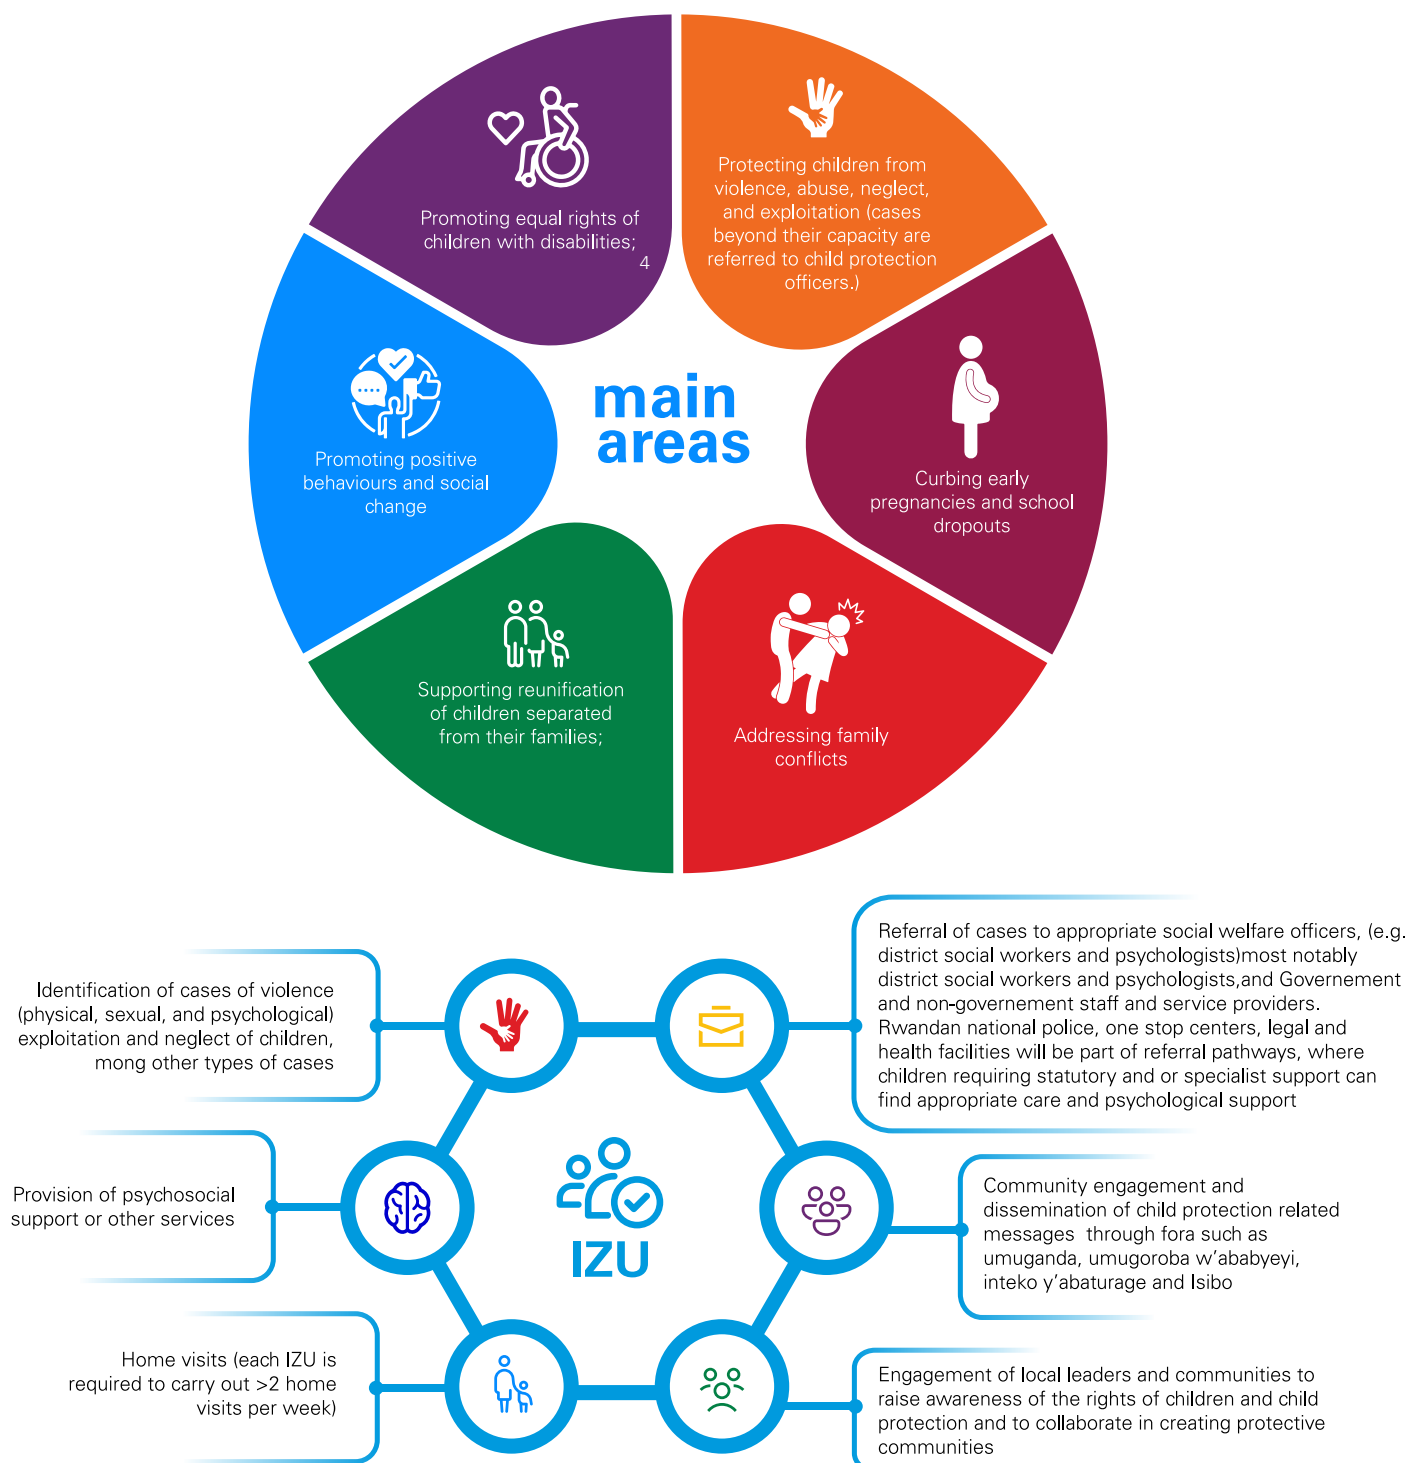 Promoting equal rights of
children with disabilities;
4
Protecting children from
violence, abuse, neglect,
and exploitation (cases
beyond their capacity are
referred to child protection
officers.)
main
areas
Promoting positive
behaviours and social
change
Curbing early
pregnancies and school
dropouts
Supporting reunification
of children separated
from their families;
Addressing family
conflicts
Identification of cases of violence
(physical, sexual, and psychological)
exploitation and neglect of children,
mong other types of cases
Referral of cases to appropriate social welfare officers, (e.g.
district social workers and psychologists)most notably
district social workers and psychologists,and Governement
and non-governement staff and service providers.
Rwandan national police, one stop centers, legal and
health facilities will be part of referral pathways, where
children requiring statutory and or specialist support can
find appropriate care and psychological support
Provision of psychosocial
support or other services
IZU
Community engagement and
dissemination of child protection related
messages through fora such as
umuganda, umugoroba w'ababyeyi,
inteko y'abaturage and Isibo
Home visits (each IZU is
required to carry out >2 home
visits per week)
Engagement of local leaders and communities to
raise awareness of the rights of children and child
protection and to collaborate in creating protective
communities